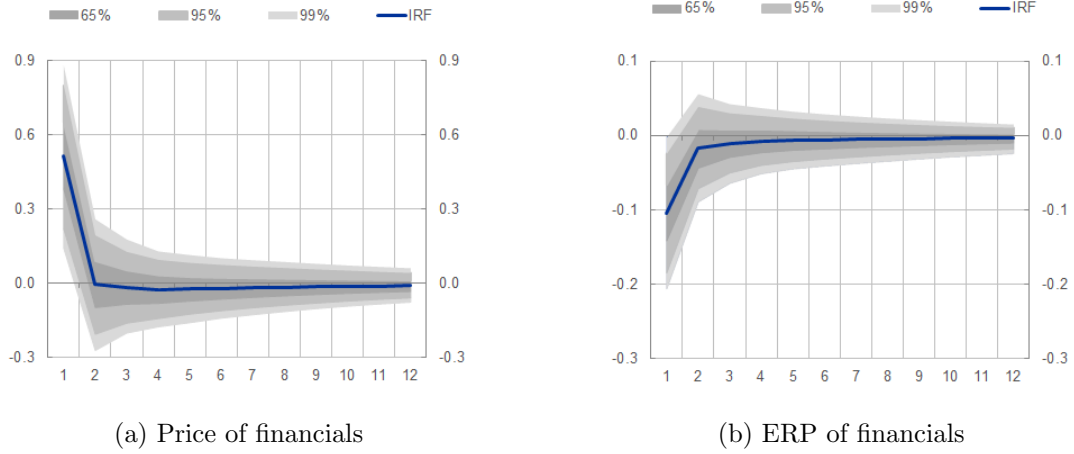 65% 95% 99% IRF
0.9 0.9
0.6 0.6
0.3 0.3
0.0 0.0
-0.3 -0.3
1 2 3 4 5 6 7 8 9 10 11 12
(a) Price of financials
65% 95% 99% IRF
0.1 0.1
0.0 0.0
-0.1 -0.1
-0.2 -0.2
-0.3 -0.3
1 2 3 4 5 6 7 8 9 10 11 12
(b) ERP of financials